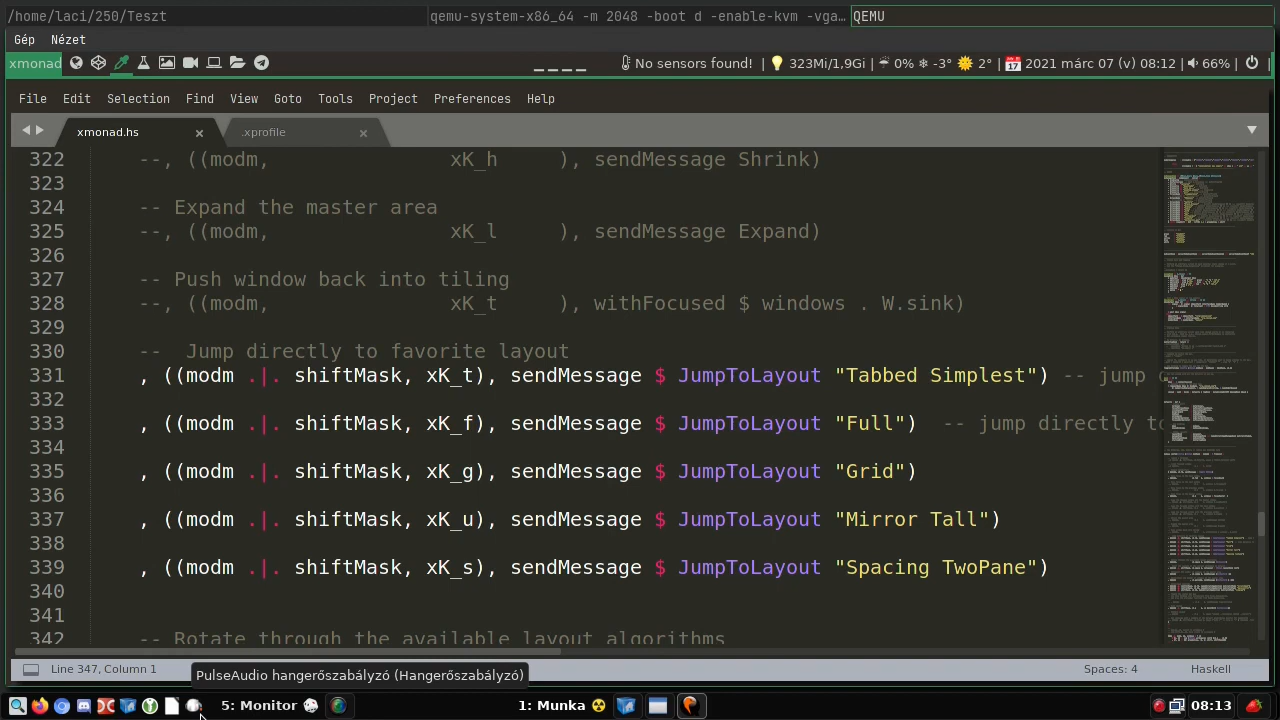 /home/laci/250/Teszt
qemu-system-x86_64 -m 2048 -boot d -enable-kvm -vga…
QEMU
Gép Nézet
xmonad
No sensors found! | 323Mi/1,9Gi | 0% -3° 2° | 2021 márc 07 (v) 08:12 | 66% |
File Edit Selection Find View Goto Tools Project Preferences Help
xmonad.hs .xprofile
322 --, ((modm, xK_h ), sendMessage Shrink)
323
324 -- Expand the master area
325 --, ((modm, xK_l ), sendMessage Expand)
326
327 -- Push window back into tiling
328 --, ((modm, xK_t ), withFocused $ windows . W.sink)
329
330 -- Jump directly to favorite layout
331 , ((modm .|. shiftMask, sendMessage $ JumpToLayout "Tabbed Simplest") -- jump
332
333 , ((modm .|. shiftMask, sendMessage $ JumpToLayout "Full") -- jump directly to
334
335 , ((modm .|. shiftMask, xK_g), sendMessage $ JumpToLayout "Grid")
336
337 , ((modm .|. shiftMask, sendMessage $ JumpToLayout "Mirror Tall")
338
339 , ((modm .|. shiftMask, sendMessage $ JumpToLayout "Spacing TwoPane")
340
341
342 -- Rotate through the available layout algorithms
Line 347, Column 1 Spaces: 4 Haskell
PulseAudio hangerőszabályzó (Hangerőszabályzó)
5: Monitor 1: Munka 08:13